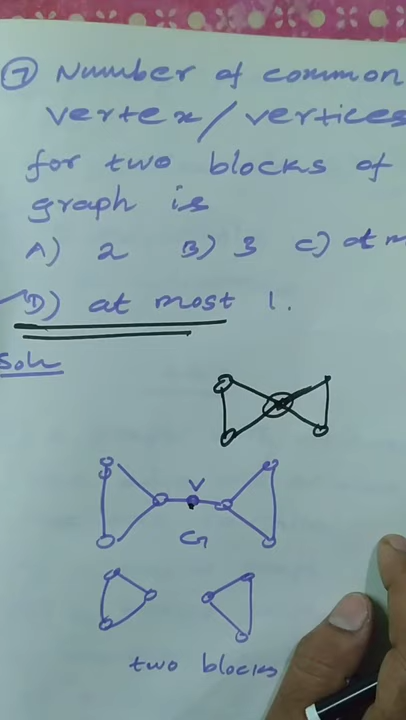 ⑦ Number of common
vertex/vertices
for two blocks of
graph is
A) 2 B) 3 C) at m
D) at most 1.
Soln
V
G
two blocks